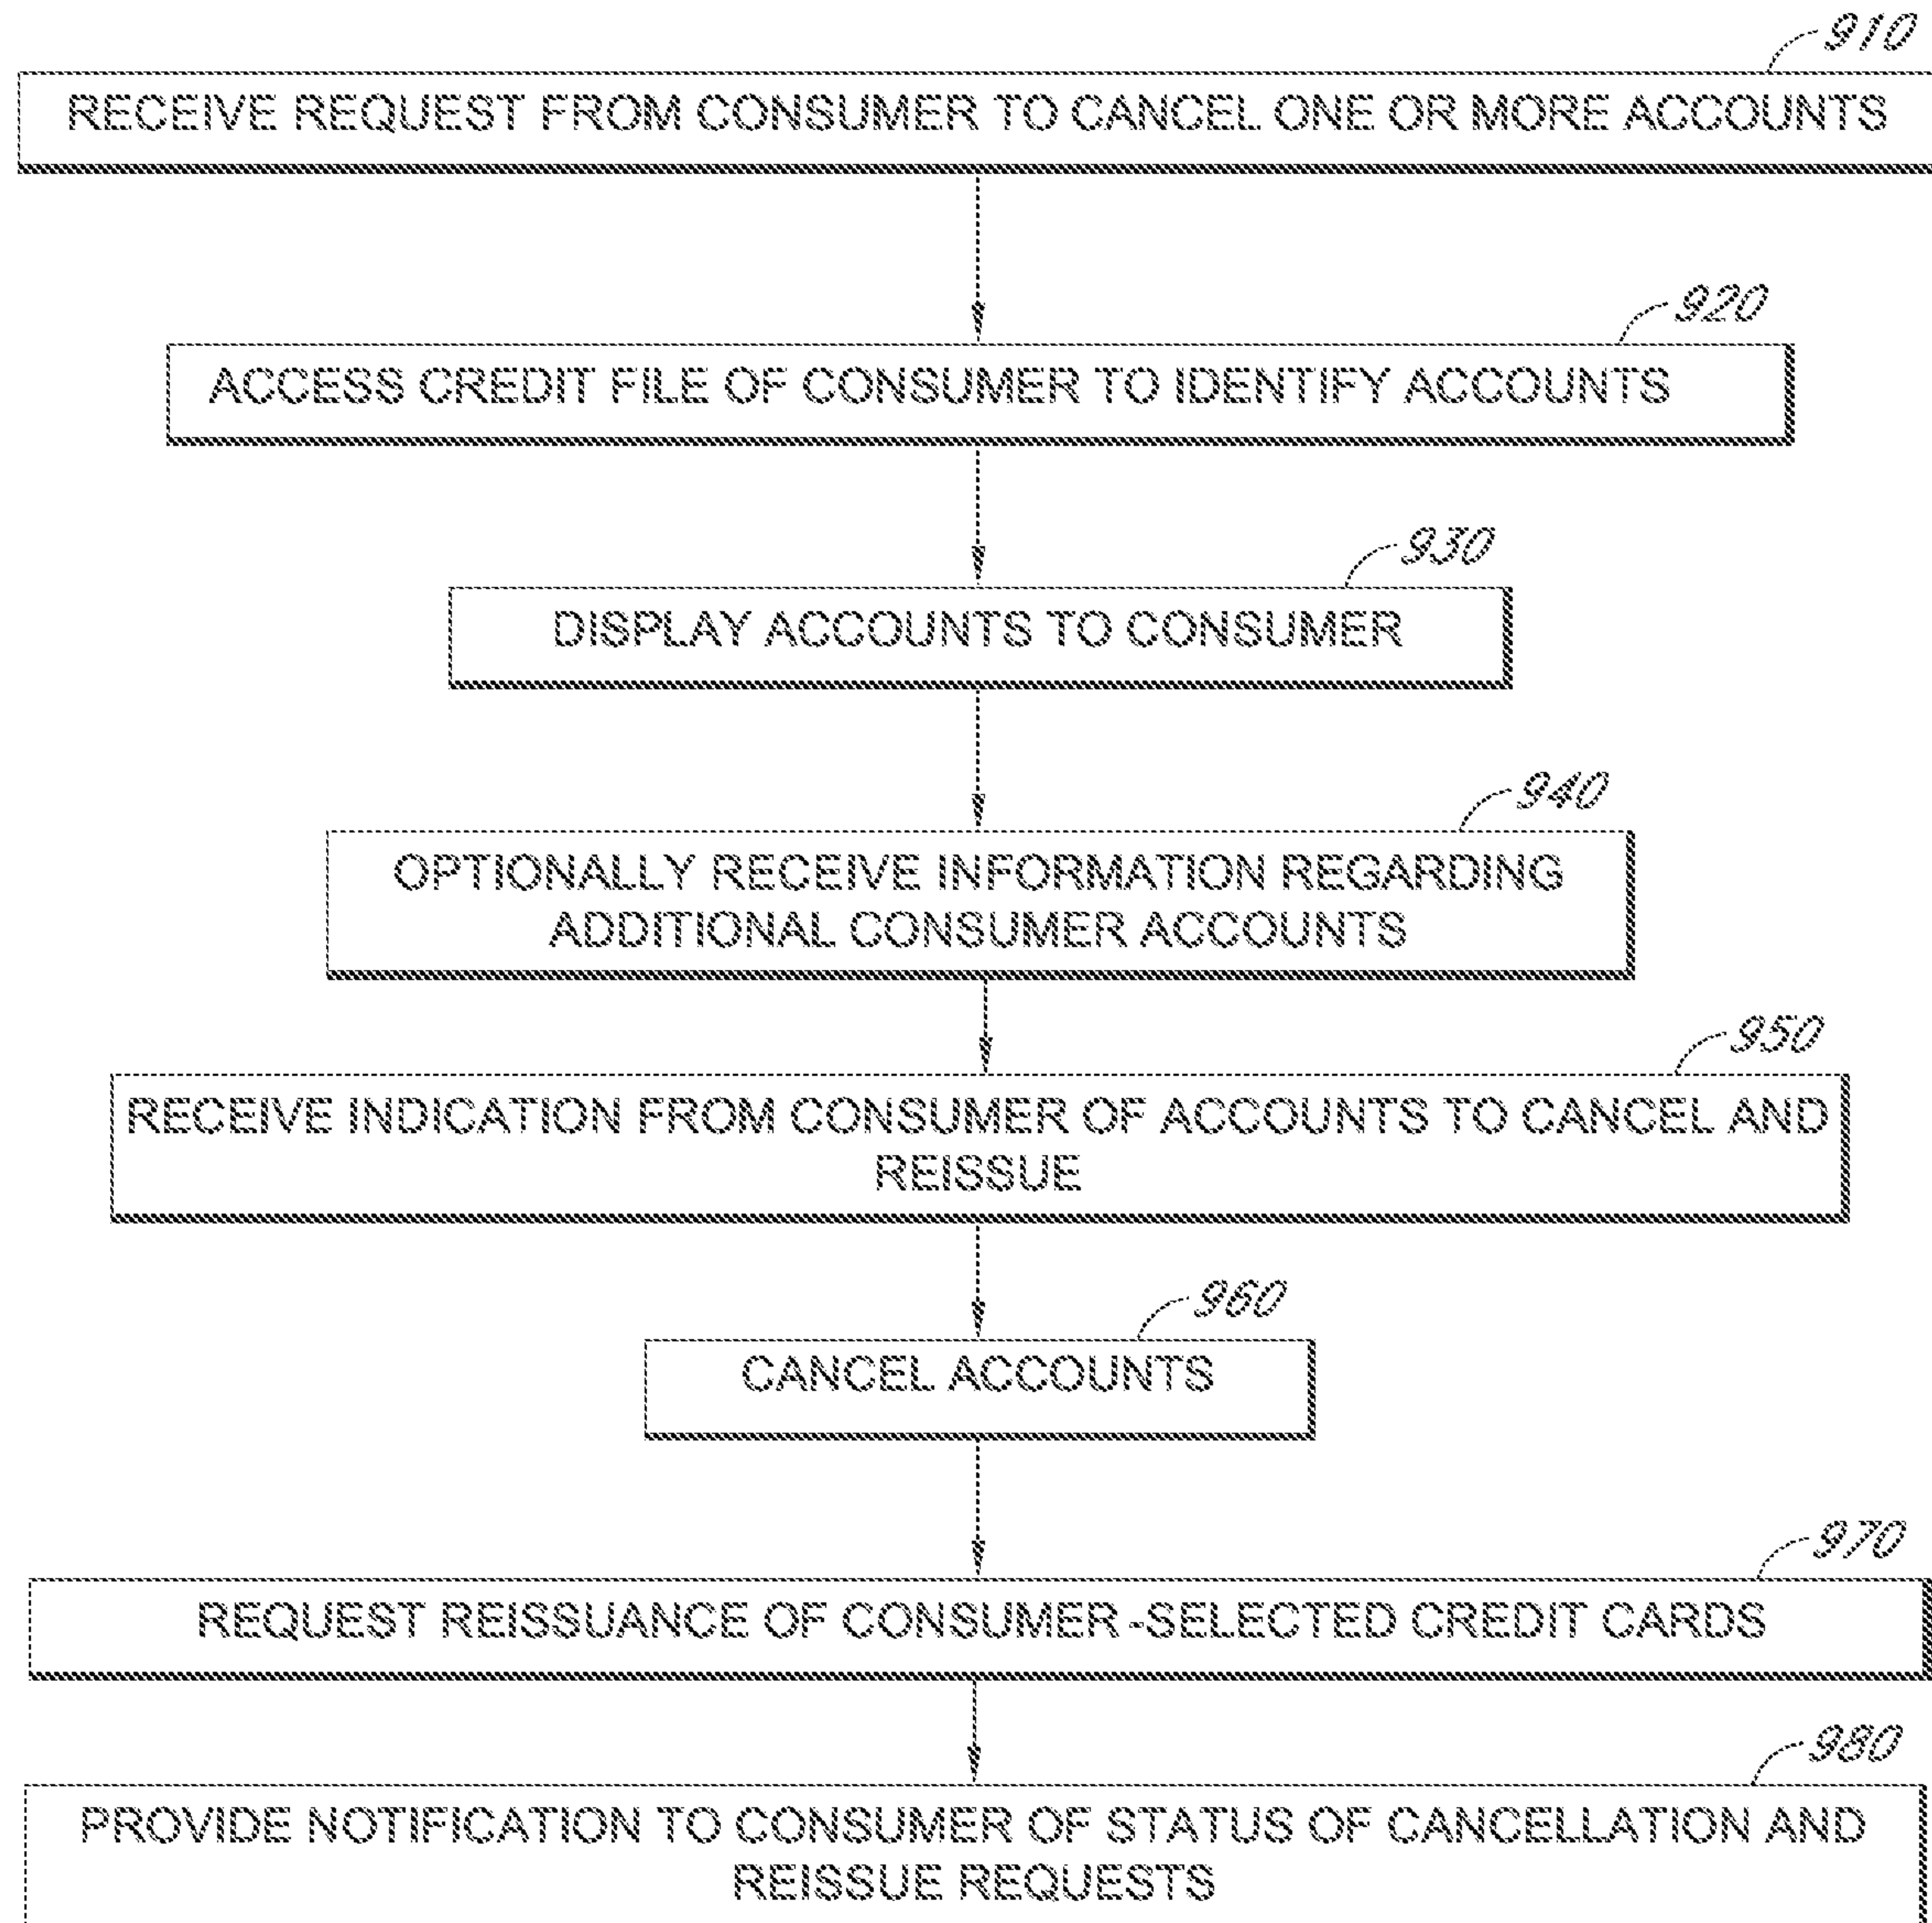 910
RECEIVE REQUEST FROM CONSUMER TO CANCEL ONE OR MORE ACCOUNTS
920
ACCESS CREDIT FILE OF CONSUMER TO IDENTIFY ACCOUNTS
930
DISPLAY ACCOUNTS TO CONSUMER
940
OPTIONALLY RECEIVE INFORMATION REGARDING
ADDITIONAL CONSUMER ACCOUNTS
950
RECEIVE INDICATION FROM CONSUMER OF ACCOUNTS TO CANCEL AND
REISSUE
960
CANCEL ACCOUNTS
970
REQUEST REISSUANCE OF CONSUMER-SELECTED CREDIT CARDS
980
PROVIDE NOTIFICATION TO CONSUMER OF STATUS OF CANCELLATION AND
REISSUE REQUESTS